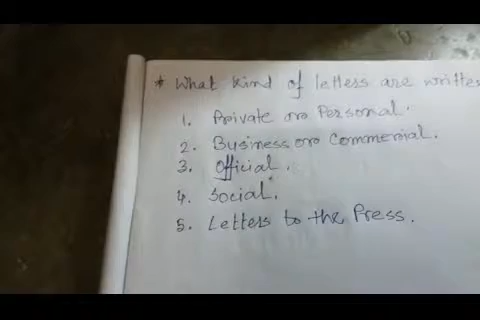 * What kind of letters are written
1. Private or Personal.
2. Business or Commercial.
3. Official.
4. Social.
5. Letters to the Press.